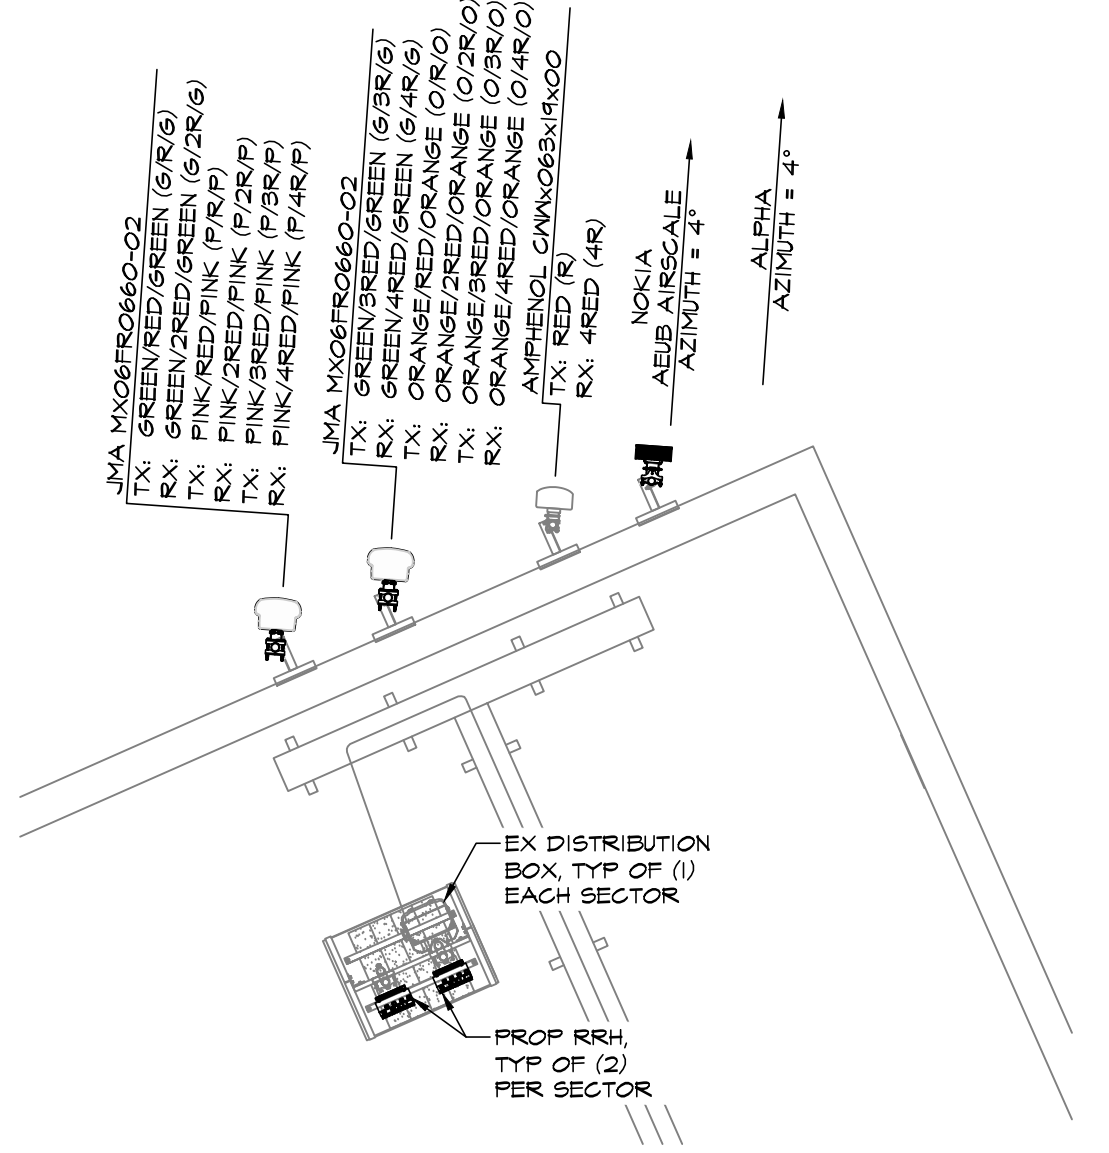 JMA MX06FRO660-02
TX: GREEN/RED/GREEN (G/R/G)
RX: GREEN/2RED/GREEN (G/2R/G)
TX: PINK/RED/PINK (P/R/P)
RX: PINK/2RED/PINK (P/2R/P)
TX: PINK/3RED/PINK (P/3R/P)
RX: PINK/4RED/PINK (P/4R/P)
JMA MX06FRO660-02
TX: GREEN/3RED/GREEN (G/3R/G)
RX: GREEN/4RED/GREEN (G/4R/G)
TX: ORANGE/RED/ORANGE (O/R/O)
RX: ORANGE/2RED/ORANGE (O/2R/O)
TX: ORANGE/3RED/ORANGE (O/3R/O)
RX: ORANGE/4RED/ORANGE (O/4R/O)
AMPHENOL CWWX063X19X00
TX: RED (R)
RX: 4RED (4R)
NOKIA
AEUB AIRSCALE
AZIMUTH = 4°
ALPHA
AZIMUTH = 4°
EX DISTRIBUTION
BOX, TYP OF (1)
EACH SECTOR
PROP RRH,
TYP OF (2)
PER SECTOR